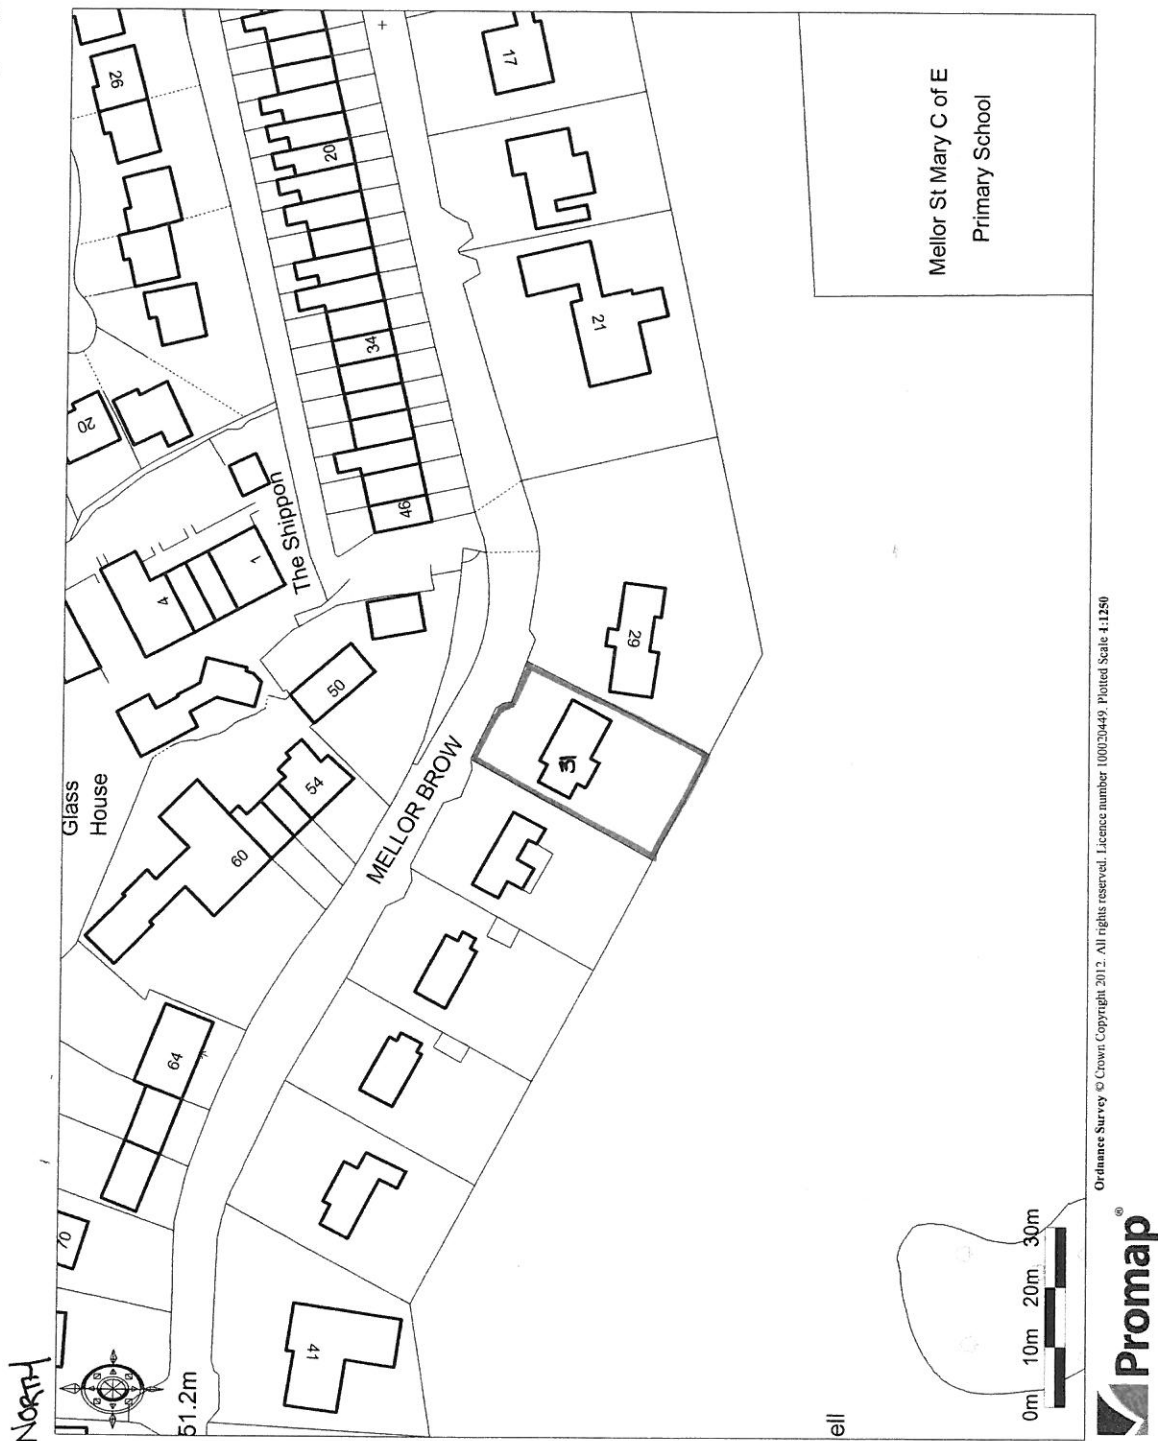 NORTH
26
17
20
20
34
21
46
Mellor St Mary C of E
Primary School
The Shippon
1
4
29
50
31
Glass
House
54
60
MELLOR BROW
64
70
41
51.2m
ell
0m 10m 20m 30m
Ordnance Survey © Crown Copyright 2012. All rights reserved. Licence number 100020449. Plotted Scale - 1:1250
Promap®